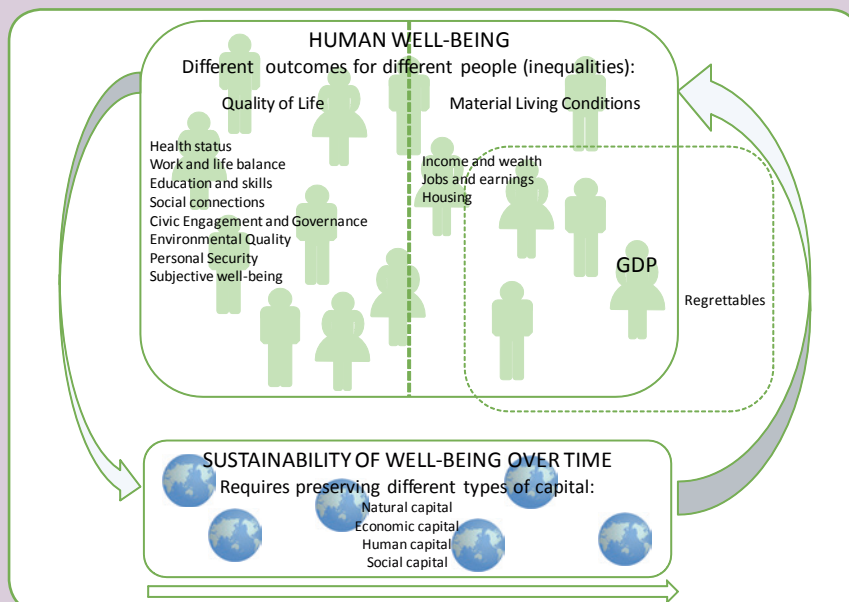 HUMAN WELL-BEING
Different outcomes for different people (inequalities):
Quality of Life
Health status
Work and life balance
Education and skills
Social connections
Civic Engagement and Governance
Environmental Quality
Personal Security
Subjective well-being
Material Living Conditions
Income and wealth
Jobs and earnings
Housing
GDP
Regrettables
SUSTAINABILITY OF WELL-BEING OVER TIME
Requires preserving different types of capital:
Natural capital
Economic capital
Human capital
Social capital